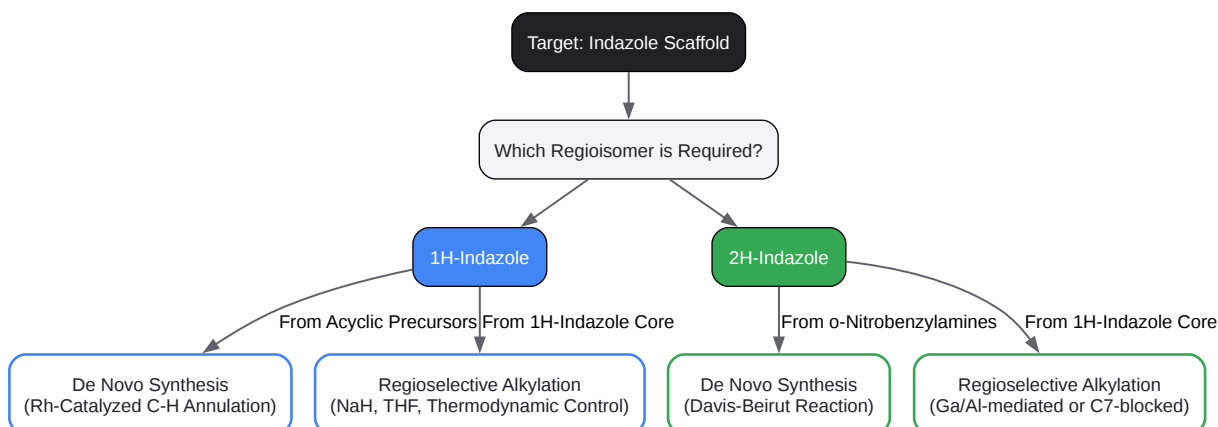 Target: Indazole Scaffold
Which Regioisomer is Required?
1H-Indazole
2H-Indazole
From Acyclic Precursors
From 1H-Indazole Core
From o-Nitrobenzylamines
From 1H-Indazole Core
De Novo Synthesis
(Rh-Catalyzed C-H Annulation)
Regioselective Alkylation
(NaH, THF, Thermodynamic Control)
De Novo Synthesis
(Davis-Beirut Reaction)
Regioselective Alkylation
(Ga/Al-mediated or C7-blocked)